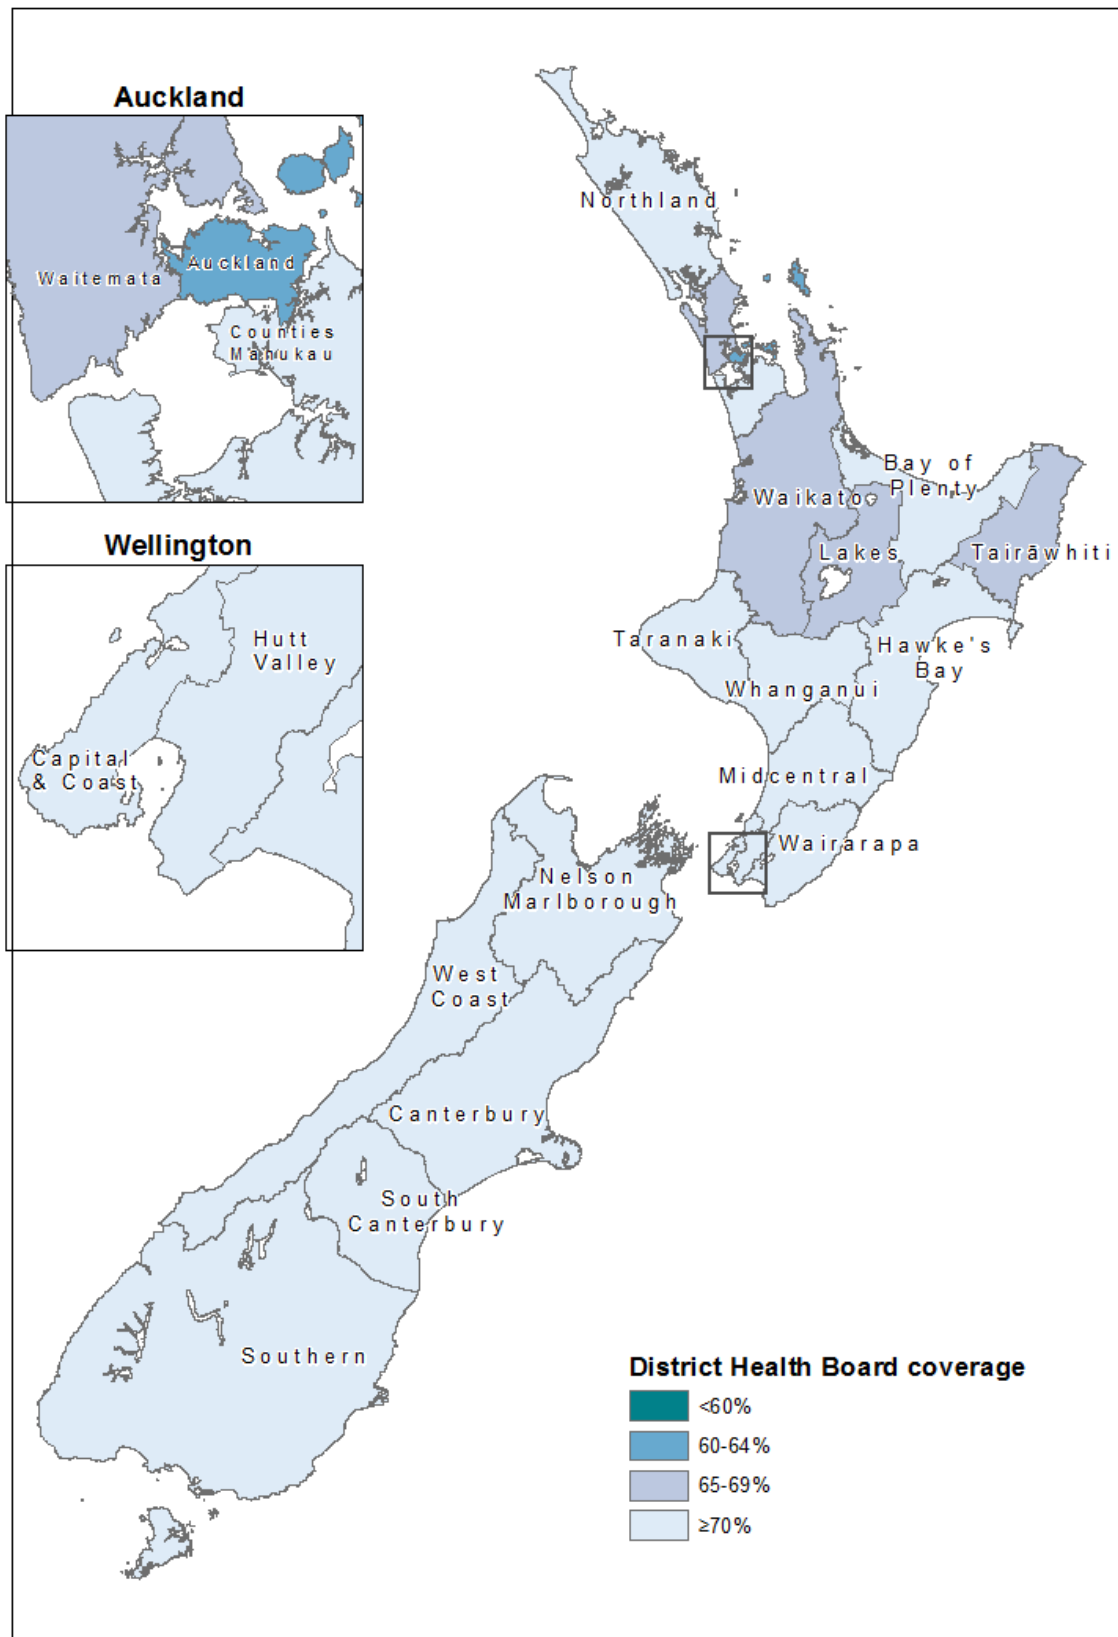 Auckland
Waitemata
Auckland
Counties
Manukau
Wellington
Hutt
Valley
Capital
& Coast
Northland
Bay of
Plenty
Waikato
Lakes
Tairāwhiti
Taranaki
Hawke's
Bay
Whanganui
Midcentral
Wairarapa
Nelson
Marlborough
West
Coast
Canterbury
South
Canterbury
Southern
District Health Board coverage
<60%
60-64%
65-69%
≥70%